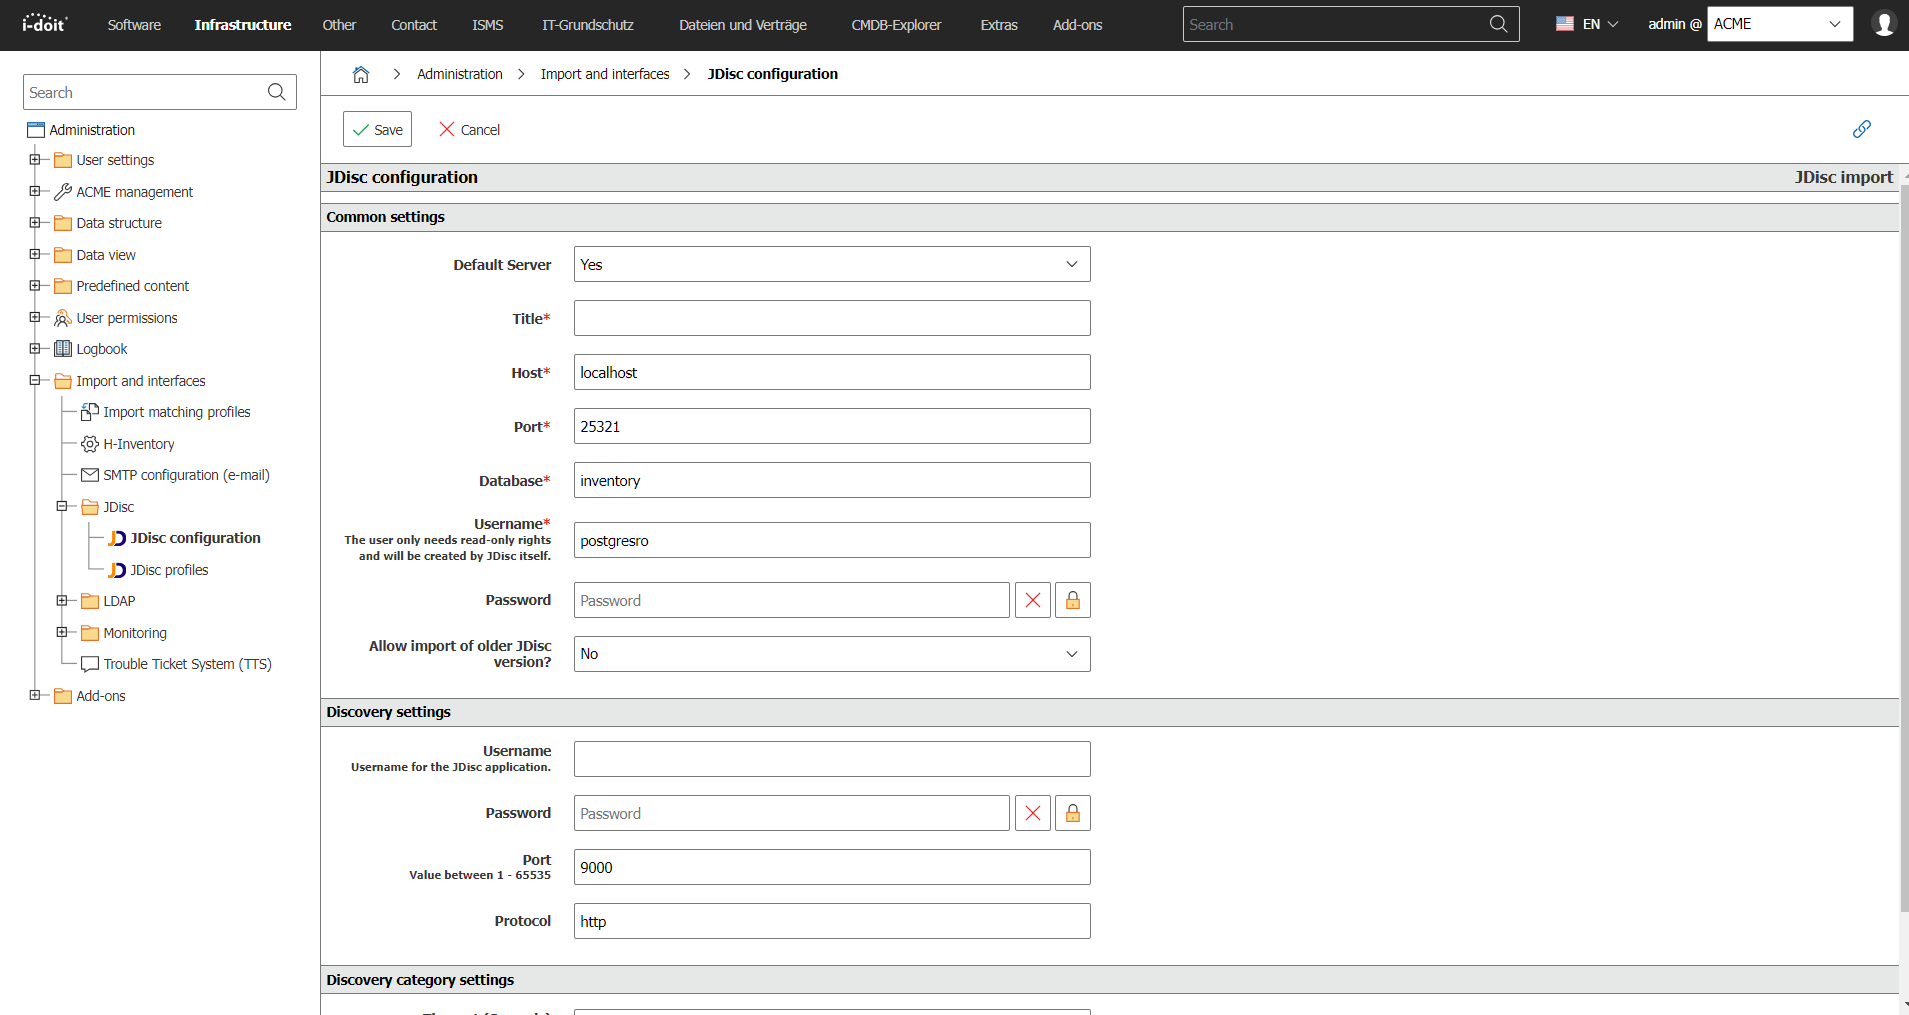 i-doit Software Infrastructure Other Contact ISMS IT-Grundschutz Dateien und Verträge CMDB-Explorer Extras Add-ons Search EN admin @ ACME
Search
Administration
User settings
ACME management
Data structure
Data view
Predefined content
User permissions
Logbook
Import and interfaces
Import matching profiles
H-Inventory
SMTP configuration (e-mail)
JDisc
JDisc configuration
JDisc profiles
LDAP
Monitoring
Trouble Ticket System (TTS)
Add-ons
Administration Import and interfaces JDisc configuration
Save Cancel
JDisc configuration JDisc import
Common settings
Default Server Yes
Title*
Host* localhost
Port* 25321
Database* inventory
Username*
The user only needs read-only rights
and will be created by JDisc itself.
postgresro
Password Password
Allow import of older JDisc
version?
No
Discovery settings
Username
Username for the JDisc application.
Password Password
Port
Value between 1 - 65535
9000
Protocol http
Discovery category settings